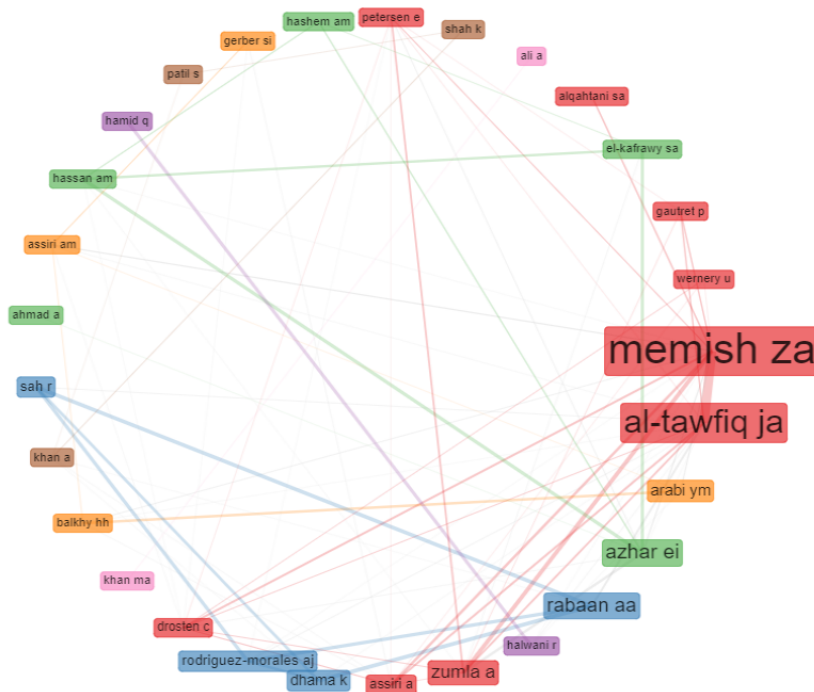 petersen e
hashem am
shah k
gerber si
ali a
patil s
alqahtani sa
hamid q
el-kafrawy sa
hassan am
gautret p
assiri am
wernery u
ahmad a
memish za
sah r
al-tawfiq ja
khan a
arabi ym
balkhy hh
azhar ei
khan ma
rabaan aa
drosten c
halwani r
rodriguez-morales aj
zumla a
dhama k
assiri a